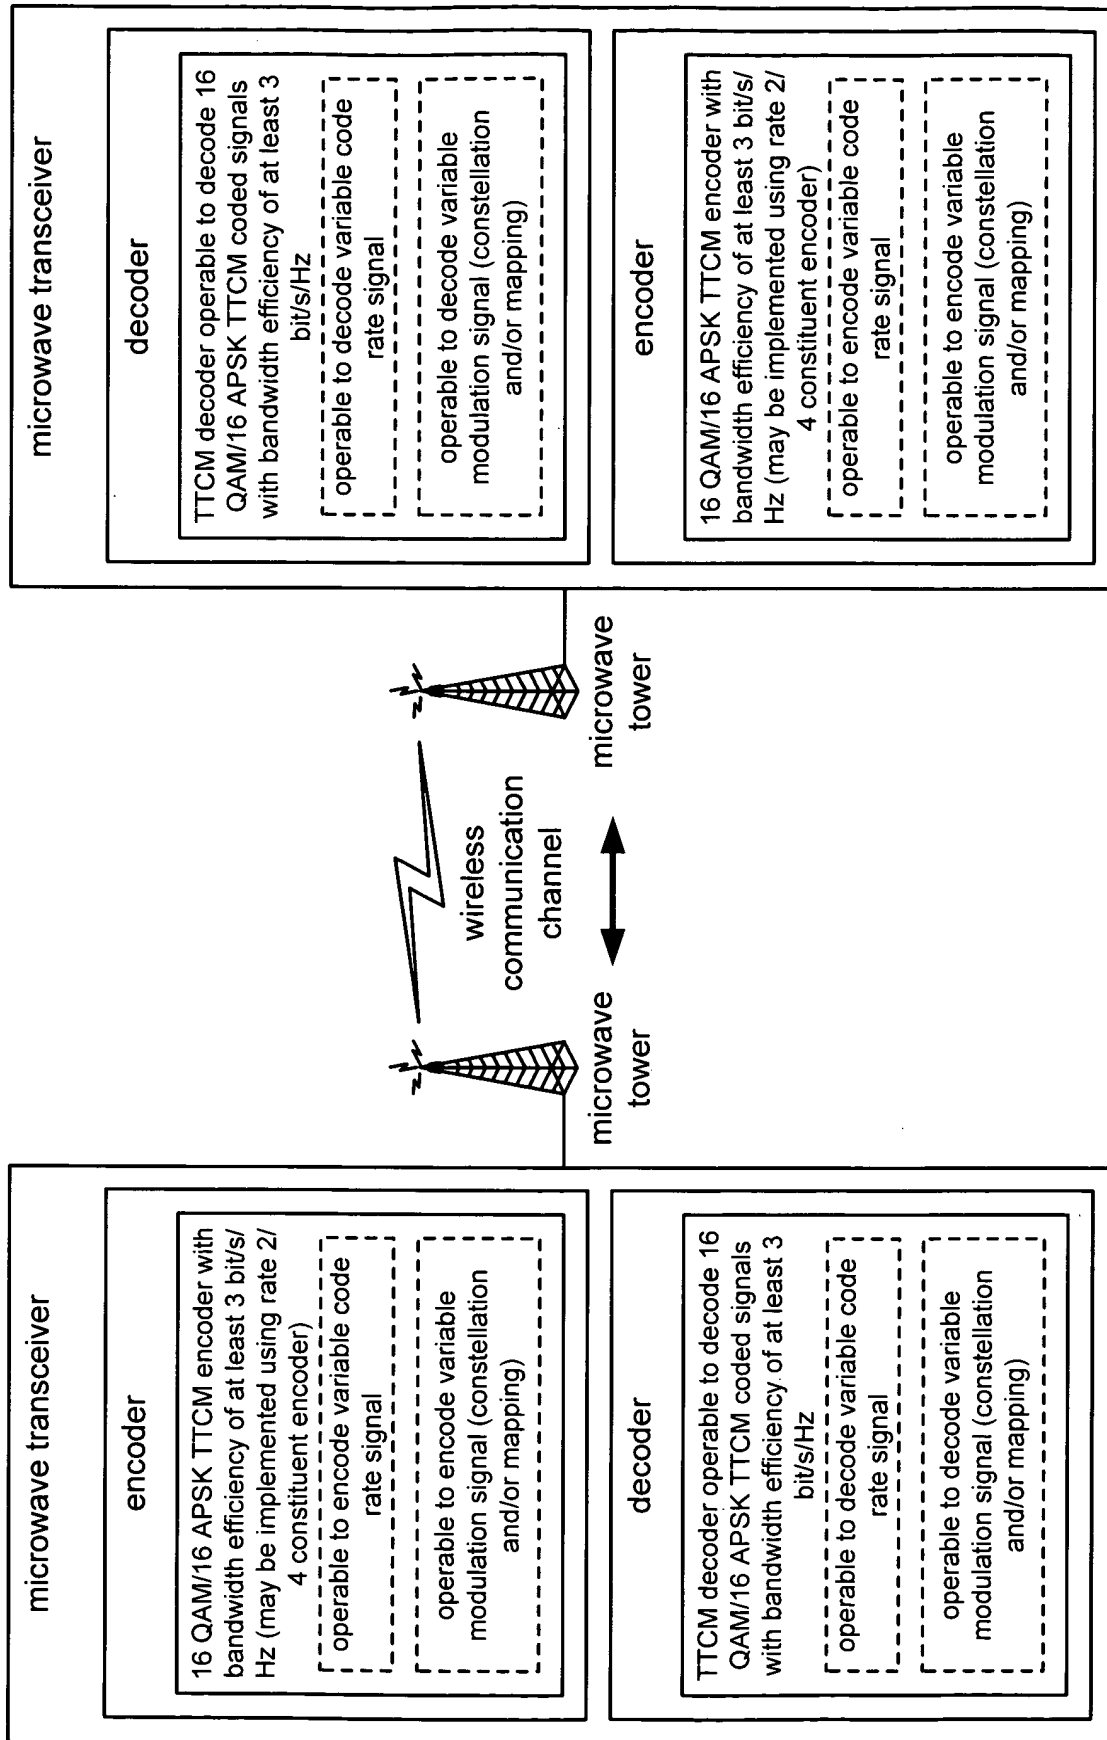 microwave transceiver
encoder
16 QAM/16 APSK TTCM encoder with
bandwidth efficiency of at least 3 bit/s/
Hz (may be implemented using rate 2/
4 constituent encoder)
operable to encode variable code
rate signal
operable to encode variable
modulation signal (constellation
and/or mapping)
decoder
TTCM decoder operable to decode 16
QAM/16 APSK TTCM coded signals
with bandwidth efficiency of at least 3
bit/s/Hz
operable to decode variable code
rate signal
operable to decode variable
modulation signal (constellation
and/or mapping)
microwave
tower
wireless
communication
channel
microwave
tower
microwave transceiver
decoder
TTCM decoder operable to decode 16
QAM/16 APSK TTCM coded signals
with bandwidth efficiency of at least 3
bit/s/Hz
operable to decode variable code
rate signal
operable to decode variable
modulation signal (constellation
and/or mapping)
encoder
16 QAM/16 APSK TTCM encoder with
bandwidth efficiency of at least 3 bit/s/
Hz (may be implemented using rate 2/
4 constituent encoder)
operable to encode variable code
rate signal
operable to encode variable
modulation signal (constellation
and/or mapping)